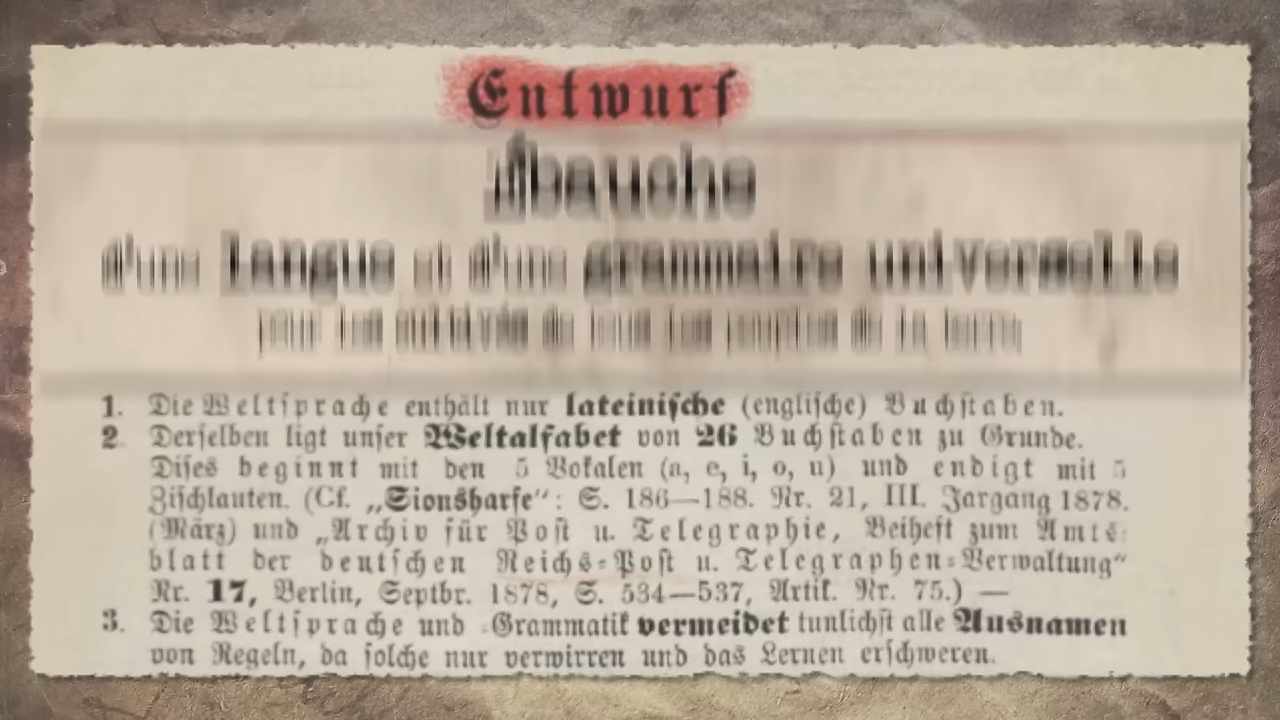 Entwurf
d'une langue et d'une grammaire universelle
1. Die Weltsprache enthält nur lateinische (englische) Buchstaben.
2. Derselben ligt unser Weltalfabet von 26 Buchstaben zu Grunde.
Dises beginnt mit den 5 Vokalen (a, e, i, o, u) und endigt mit 5
Zischlauten. (Cf. „Sionsharfe“: S. 186—188. Nr. 21, III. Jargang 1878.
(März) und „Archiv für Post u. Telegraphie, Beiheft zum Amts-
blatt der deutschen Reichs-Post u. Telegraphen-Verwaltung“
Nr. 17, Berlin, Septbr. 1878, S. 534—537, Artik. Nr. 75.) —
3. Die Weltsprache und -Grammatik vermeidet tunlichst alle Ausnamen
von Regeln, da solche nur verwirren und das Lernen erschweren.